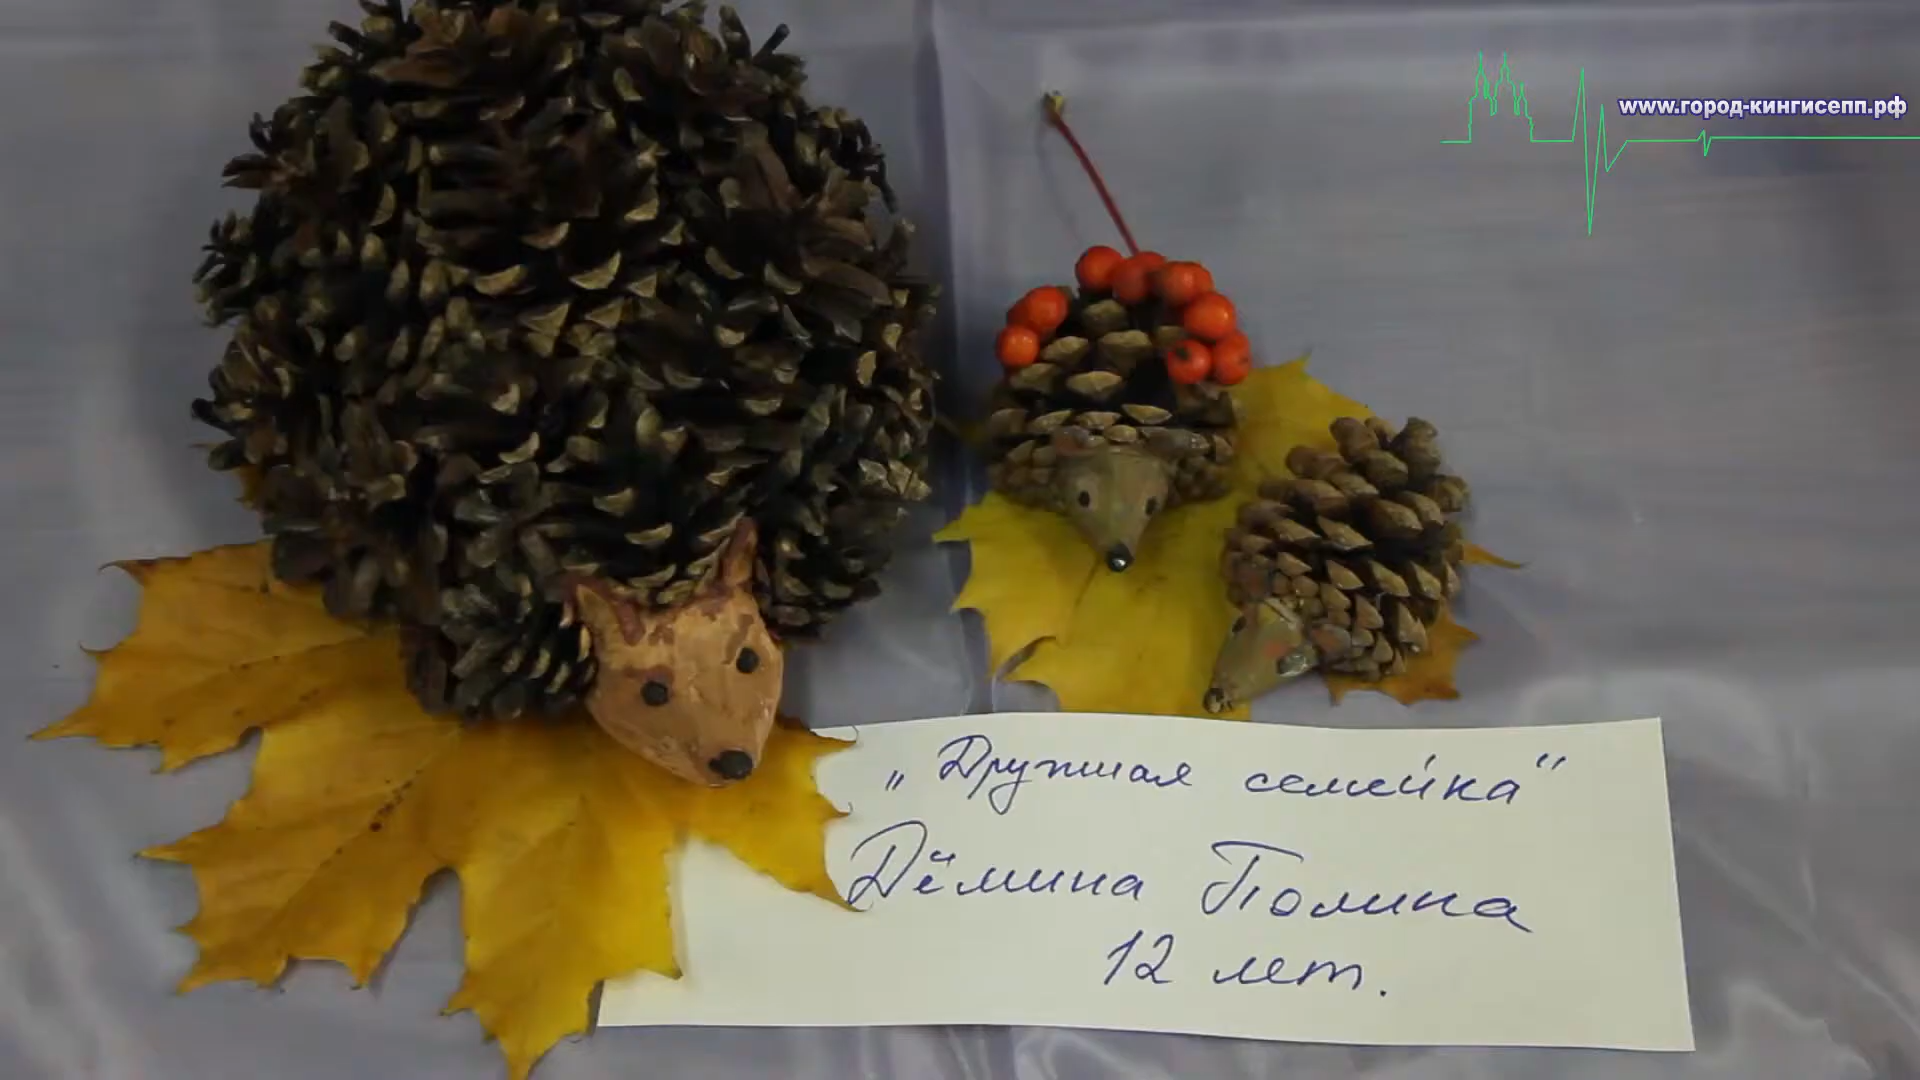 www.город-кингисепп.рф
„Дружная семейка“
Дёмина Полина
12 лет.